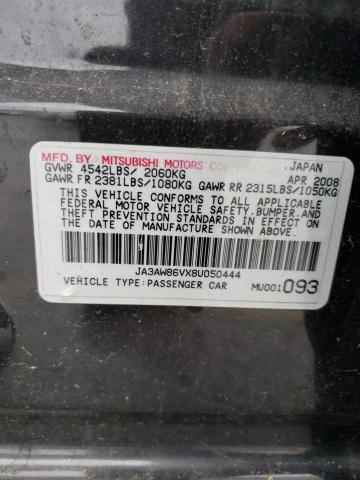 MFD. BY MITSUBISHI MOTORS JAPAN
GVWR 4542LBS/ 2060KG APR 2008
GAWR FR 2381LBS/1080KG GAWR RR 2315LBS/1050KG
THIS VEHICLE CONFORMS TO ALL APPLICABLE
FEDERAL MOTOR VEHICLE SAFETY, BUMPER, AND
THEFT PREVENTION STANDARDS IN EFFECT ON
THE DATE OF MANUFACTURE SHOWN ABOVE.
JA3AW86VX8U050444
VEHICLE TYPE:PASSENGER CAR MU001093